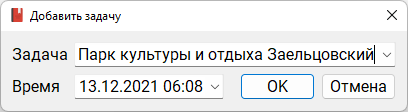 Добавить задачу
Задача Парк культуры и отдыха Заельцовский
Время 13.12.2021 06:08 OK Отмена